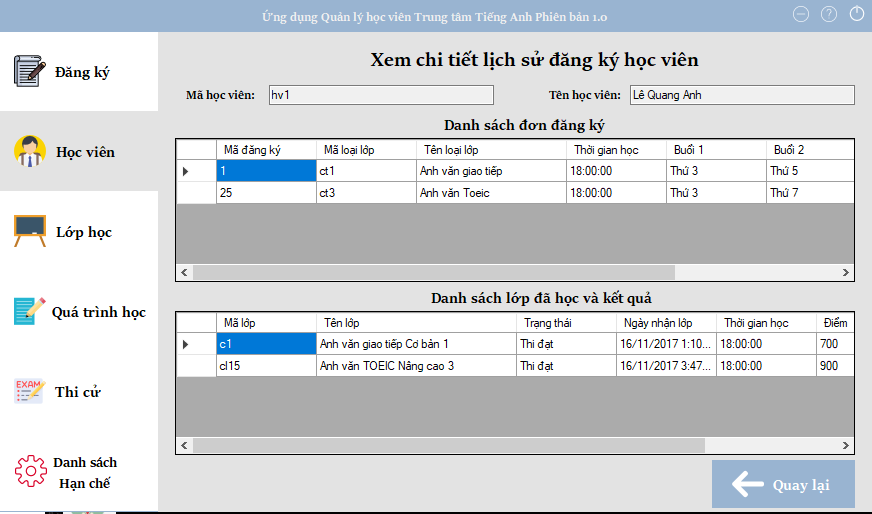 Ứng dụng Quản lý học viên Trung tâm Tiếng Anh Phiên bản 1.0
Đăng ký
Học viên
Lớp học
Quá trình học
EXAM
Thi cử
Danh sách
Hạn chế
Xem chi tiết lịch sử đăng ký học viên
Mã học viên: hv1 Tên học viên: Lê Quang Anh
Danh sách đơn đăng ký
Mã đăng ký Mã loại lớp Tên loại lớp Thời gian học Buổi 1 Buổi 2
1 ct1 Anh văn giao tiếp 18:00:00 Thứ 3 Thứ 5
25 ct3 Anh văn Toeic 18:00:00 Thứ 3 Thứ 7
Danh sách lớp đã học và kết quả
Mã lớp Tên lớp Trạng thái Ngày nhận lớp Thời gian học Điểm
c1 Anh văn giao tiếp Cơ bản 1 Thi đạt 16/11/2017 1:10... 18:00:00 700
cl15 Anh văn TOEIC Nâng cao 3 Thi đạt 16/11/2017 3:47... 18:00:00 900
Quay lại